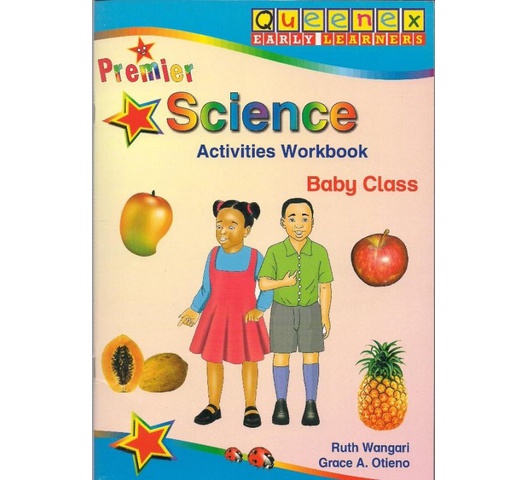 Queenex
EARLY LEARNERS
Premier
Science
Activities Workbook
Baby Class
Ruth Wangari
Grace A. Otieno